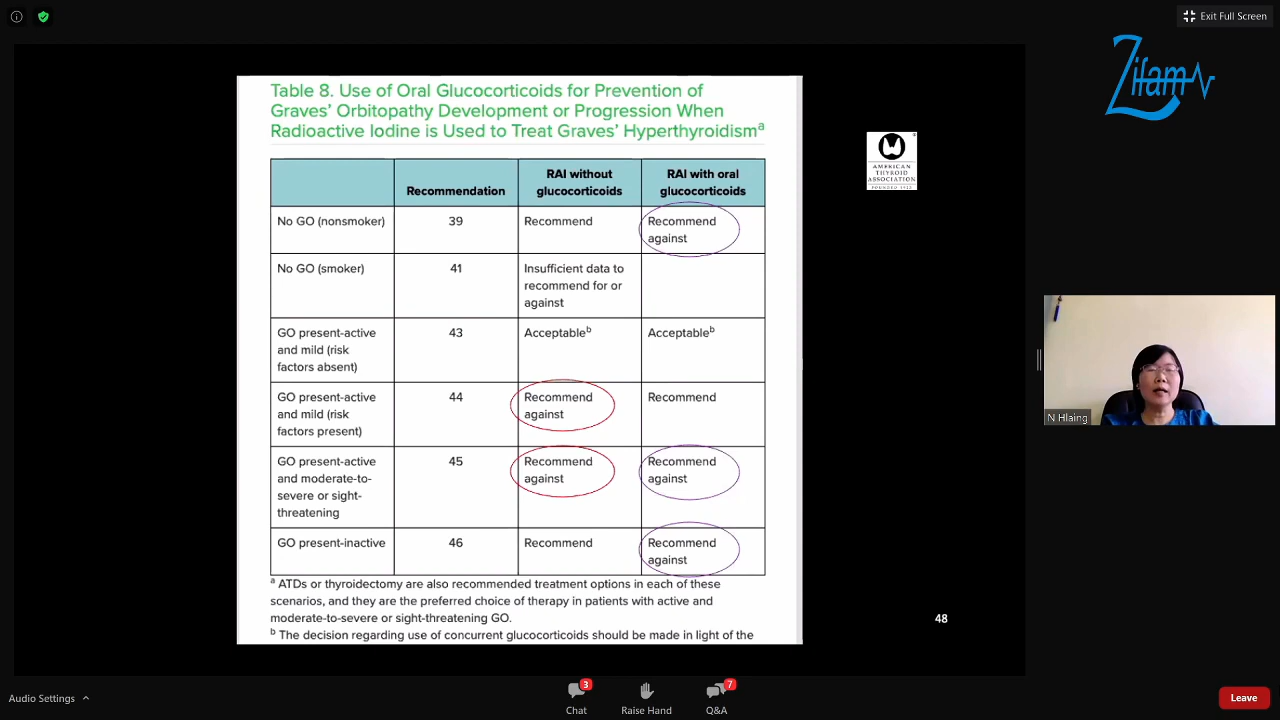 Exit Full Screen
Zifam
Table 8. Use of Oral Glucocorticoids for Prevention of
Graves' Orbitopathy Development or Progression When
Radioactive Iodine is Used to Treat Graves' Hyperthyroidismª
Recommendation
RAI without
glucocorticoids
RAI with oral
glucocorticoids
No GO (nonsmoker)
39
Recommend
Recommend
against
No GO (smoker)
41
Insufficient data to
recommend for or
against
GO present-active
and mild (risk
factors absent)
43
Acceptableᵇ
Acceptableᵇ
GO present-active
and mild (risk
factors present)
44
Recommend
against
Recommend
GO present-active
and moderate-to-
severe or sight-
threatening
45
Recommend
against
Recommend
against
GO present-inactive
46
Recommend
Recommend
against
ª ATDs or thyroidectomy are also recommended treatment options in each of these
scenarios, and they are the preferred choice of therapy in patients with active and
moderate-to-severe or sight-threatening GO.
ᵇ The decision regarding use of concurrent glucocorticoids should be made in light of the
AMERICAN
THYROID
ASSOCIATION
FOUNDED 1923
N Hlaing
48
Audio Settings
3
Chat
Raise Hand
7
Q&A
Leave